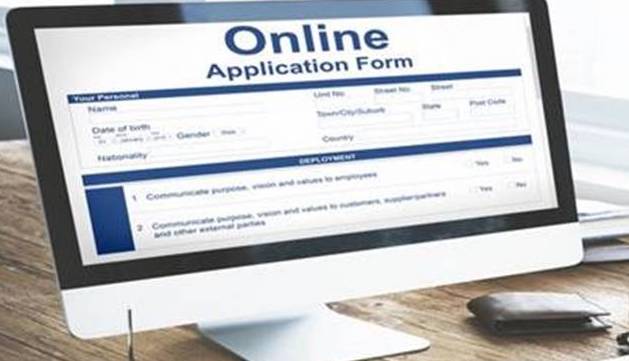 Online
Application Form
Your Personal
Name
Unit No Street No Street
Date of birth
Gender
Town/City/Suburb State Post Code
Nationality
Country
DEPLOYMENT
1 Communicate purpose, vision and values to employees Yes No
2 Communicate purpose, vision and values to customers, supplier/partners Yes No
and other external parties